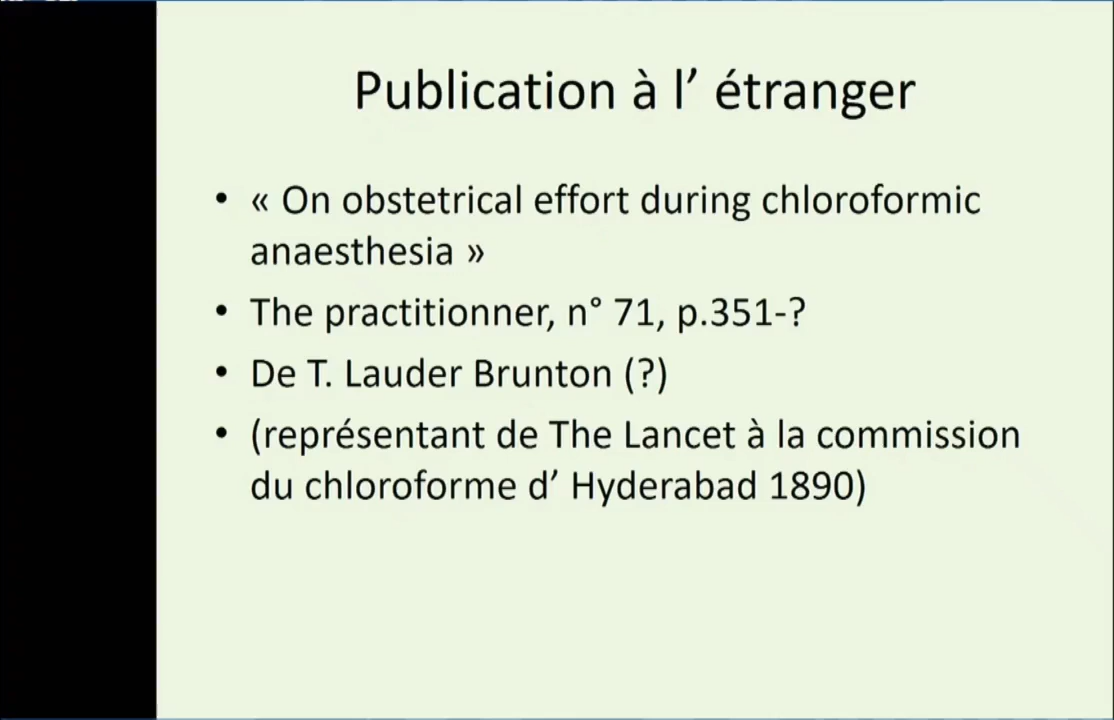 Publication à l’ étranger
• « On obstetrical effort during chloroformic
anaesthesia »
• The practitionner, n° 71, p.351-?
• De T. Lauder Brunton (?)
• (représentant de The Lancet à la commission
du chloroforme d’ Hyderabad 1890)